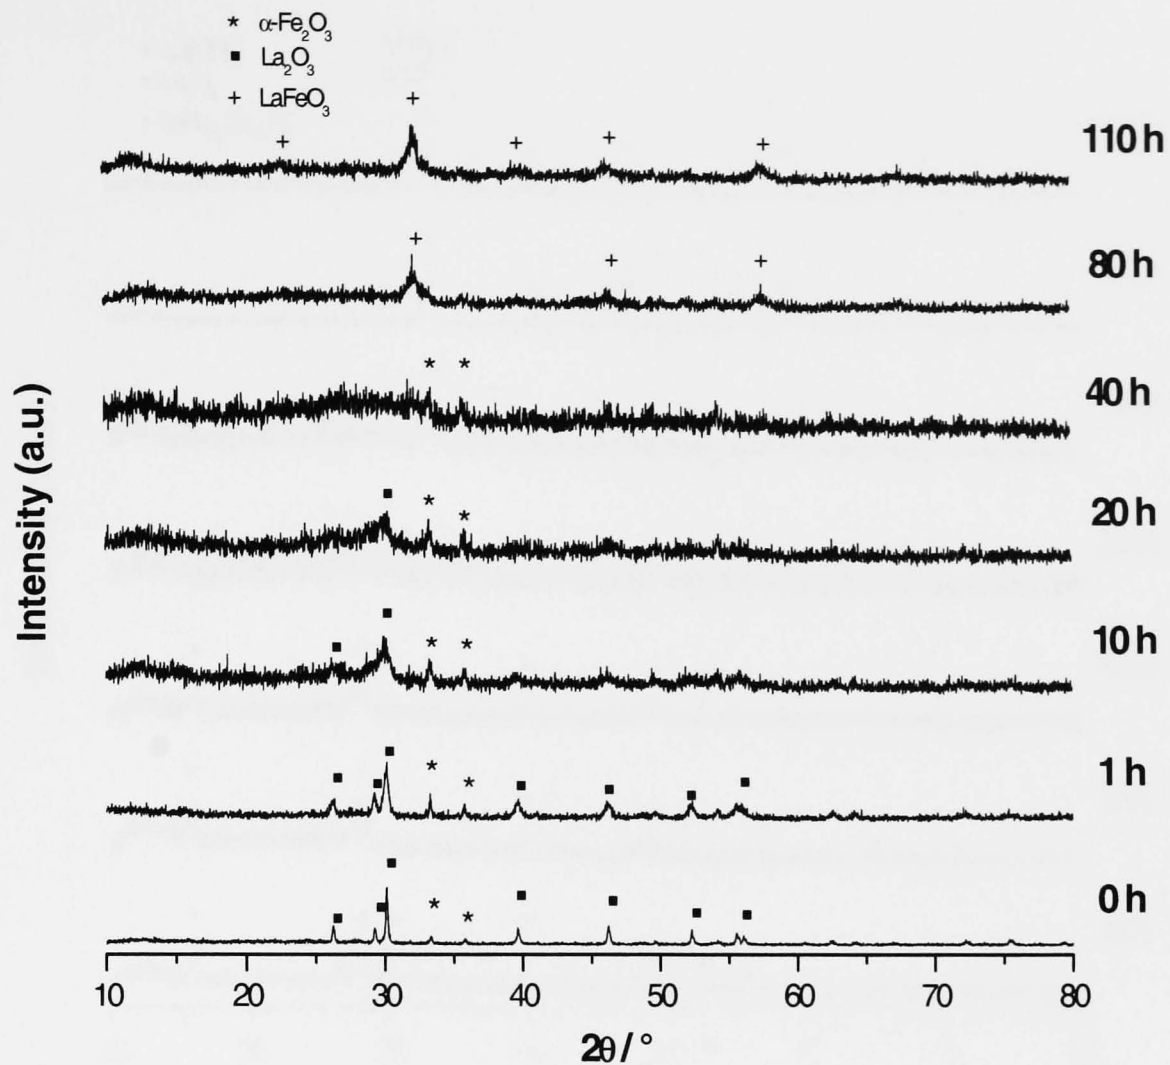 * α-Fe₂O₃
■ La₂O₃
+ LaFeO₃
110 h
80 h
40 h
20 h
10 h
1 h
0 h
Intensity (a.u.)
10 20 30 40 50 60 70 80
2θ / °